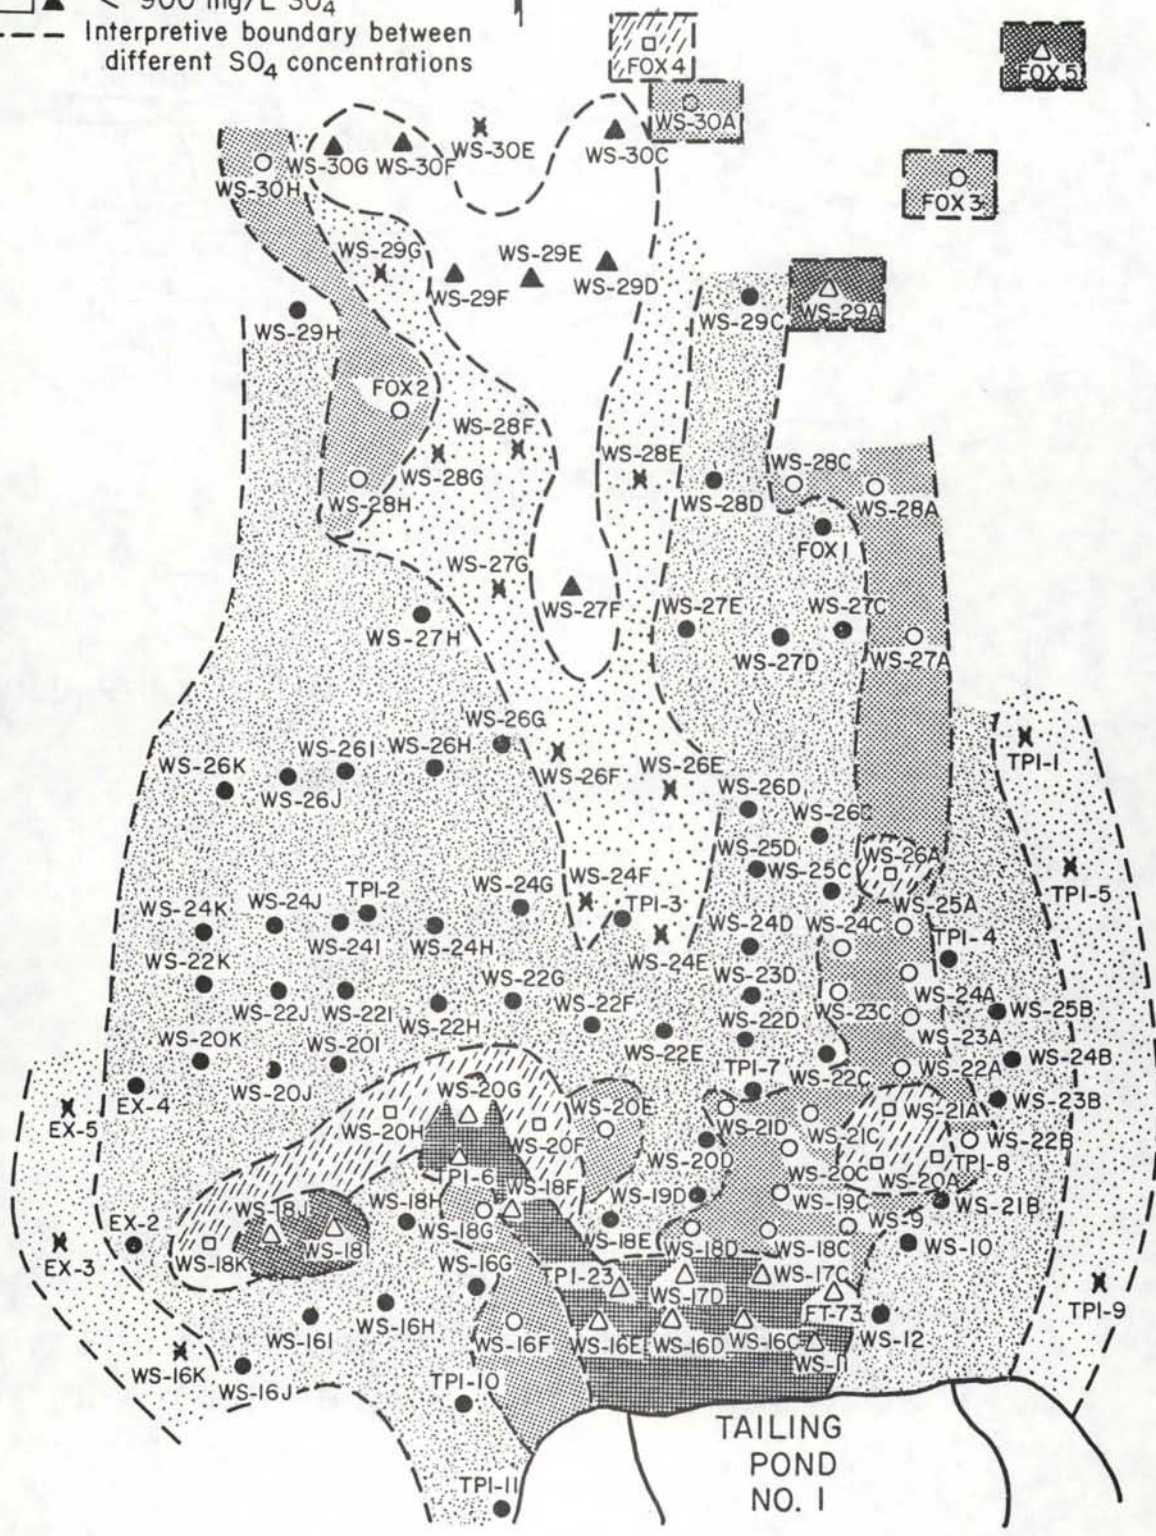 < 900 mg/L SO4
Interpretive boundary between
different SO4 concentrations
FOX 4
FOX 5
WS-30A
WS-30E
WS-30G WS-30F
WS-30C
WS-30H
FOX 3
WS-29G
WS-29E
WS-29F
WS-29D
WS-29C
WS-29A
WS-29H
FOX 2
WS-28F
WS-28E
WS-28C
WS-28G
WS-28H
WS-28D
WS-28A
FOX 1
WS-27G
WS-27F
WS-27E
WS-27C
WS-27H
WS-27D
WS-27A
WS-26G
WS-26I WS-26H
TPI-1
WS-26K
WS-26F
WS-26E
WS-26J
WS-26D
WS-26C
WS-25D
WS-26A
WS-25C
TPI-5
WS-24G
WS-24F
TPI-2
WS-24J
WS-24K
TPI-3
WS-25A
WS-24D
WS-24C
TPI-4
WS-24I
WS-24H
WS-22K
WS-24E
WS-23D
WS-22G
WS-24A
WS-22J WS-22I
WS-22F
WS-23C
WS-25B
WS-22H
WS-22D
WS-23A
WS-20K
WS-20I
WS-22E
WS-24B
TPI-7
WS-22C
WS-22A
WS-20J
WS-20G
EX-4
WS-23B
WS-20E
WS-21A
EX-5
WS-20H
WS-20F
WS-21D
WS-21C
WS-22B
TPI-6
WS-20D
WS-20C
TPI-8
WS-20A
WS-18F
WS-18H
WS-19D
WS-19C
WS-21B
WS-18J
EX-2
WS-18G
WS-9
WS-18E
WS-18I
WS-18D
WS-18C
WS-10
WS-18K
EX-3
WS-16G
TPI-23
WS-17C
WS-17D
TPI-9
FT-73
WS-16I
WS-16H
WS-16F
WS-16E
WS-16D
WS-16C
WS-12
WS-11
WS-16K
WS-16J
TPI-10
TAILING
POND
NO. 1
TPI-11